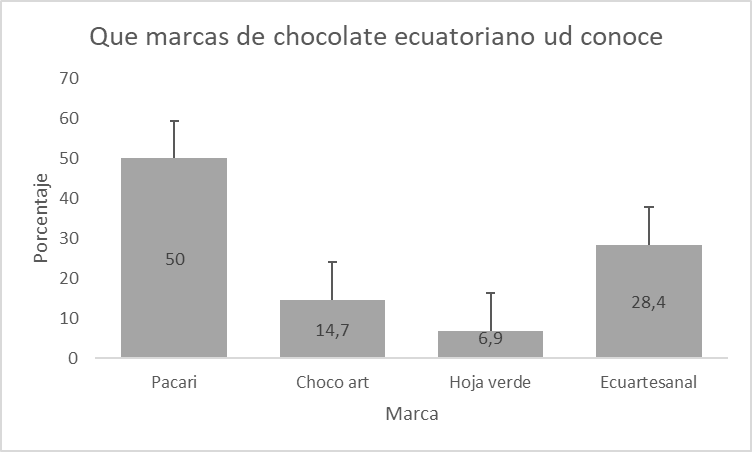 Que marcas de chocolate ecuatoriano ud conoce
70
60
50
40
30
20
10
0
Porcentaje
50
14,7
6,9
28,4
Pacari
Choco art
Hoja verde
Ecuartesanal
Marca